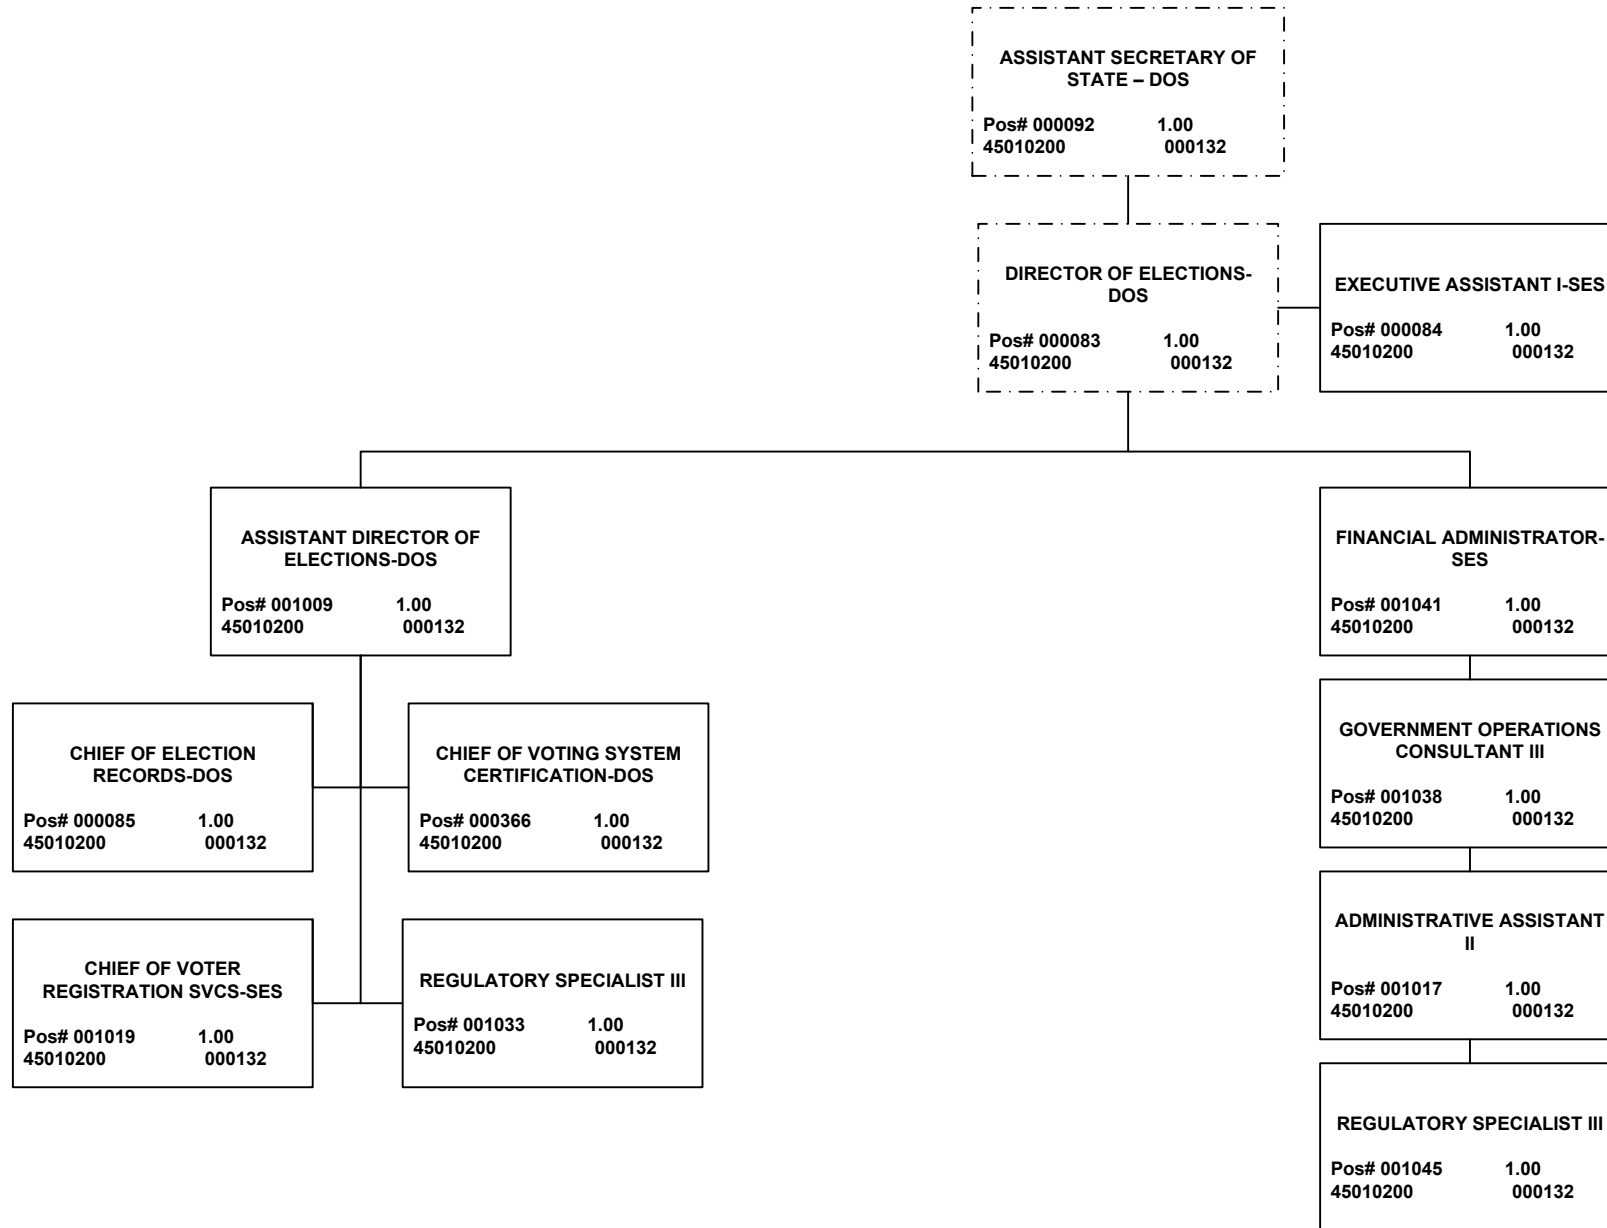 ASSISTANT SECRETARY OF
STATE – DOS
Pos# 000092 1.00
45010200 000132
DIRECTOR OF ELECTIONS-
DOS
Pos# 000083 1.00
45010200 000132
EXECUTIVE ASSISTANT I-SES
Pos# 000084 1.00
45010200 000132
ASSISTANT DIRECTOR OF
ELECTIONS-DOS
Pos# 001009 1.00
45010200 000132
FINANCIAL ADMINISTRATOR-
SES
Pos# 001041 1.00
45010200 000132
CHIEF OF ELECTION
RECORDS-DOS
Pos# 000085 1.00
45010200 000132
CHIEF OF VOTING SYSTEM
CERTIFICATION-DOS
Pos# 000366 1.00
45010200 000132
GOVERNMENT OPERATIONS
CONSULTANT III
Pos# 001038 1.00
45010200 000132
CHIEF OF VOTER
REGISTRATION SVCS-SES
Pos# 001019 1.00
45010200 000132
REGULATORY SPECIALIST III
Pos# 001033 1.00
45010200 000132
ADMINISTRATIVE ASSISTANT
II
Pos# 001017 1.00
45010200 000132
REGULATORY SPECIALIST III
Pos# 001045 1.00
45010200 000132